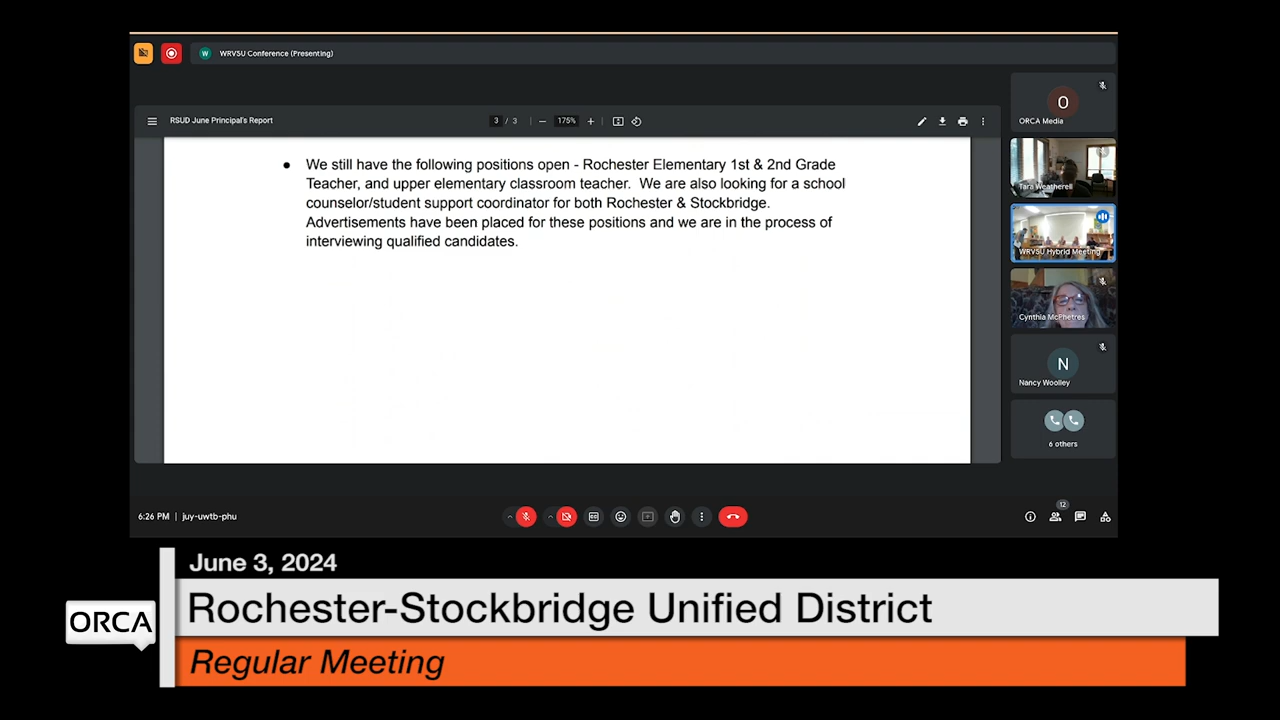 W WRVSU Conference (Presenting)
RSUD June Principal's Report
3 / 3
175%
● We still have the following positions open - Rochester Elementary 1st & 2nd Grade
Teacher, and upper elementary classroom teacher. We are also looking for a school
counselor/student support coordinator for both Rochester & Stockbridge.
Advertisements have been placed for these positions and we are in the process of
interviewing qualified candidates.
O
ORCA Media
Tara Weatherell
WRVSU Hybrid Meeting
Cynthia McPhetres
N
Nancy Woolley
6 others
6:26 PM | juy-uwtb-phu
12
June 3, 2024
ORCA
Rochester-Stockbridge Unified District
Regular Meeting